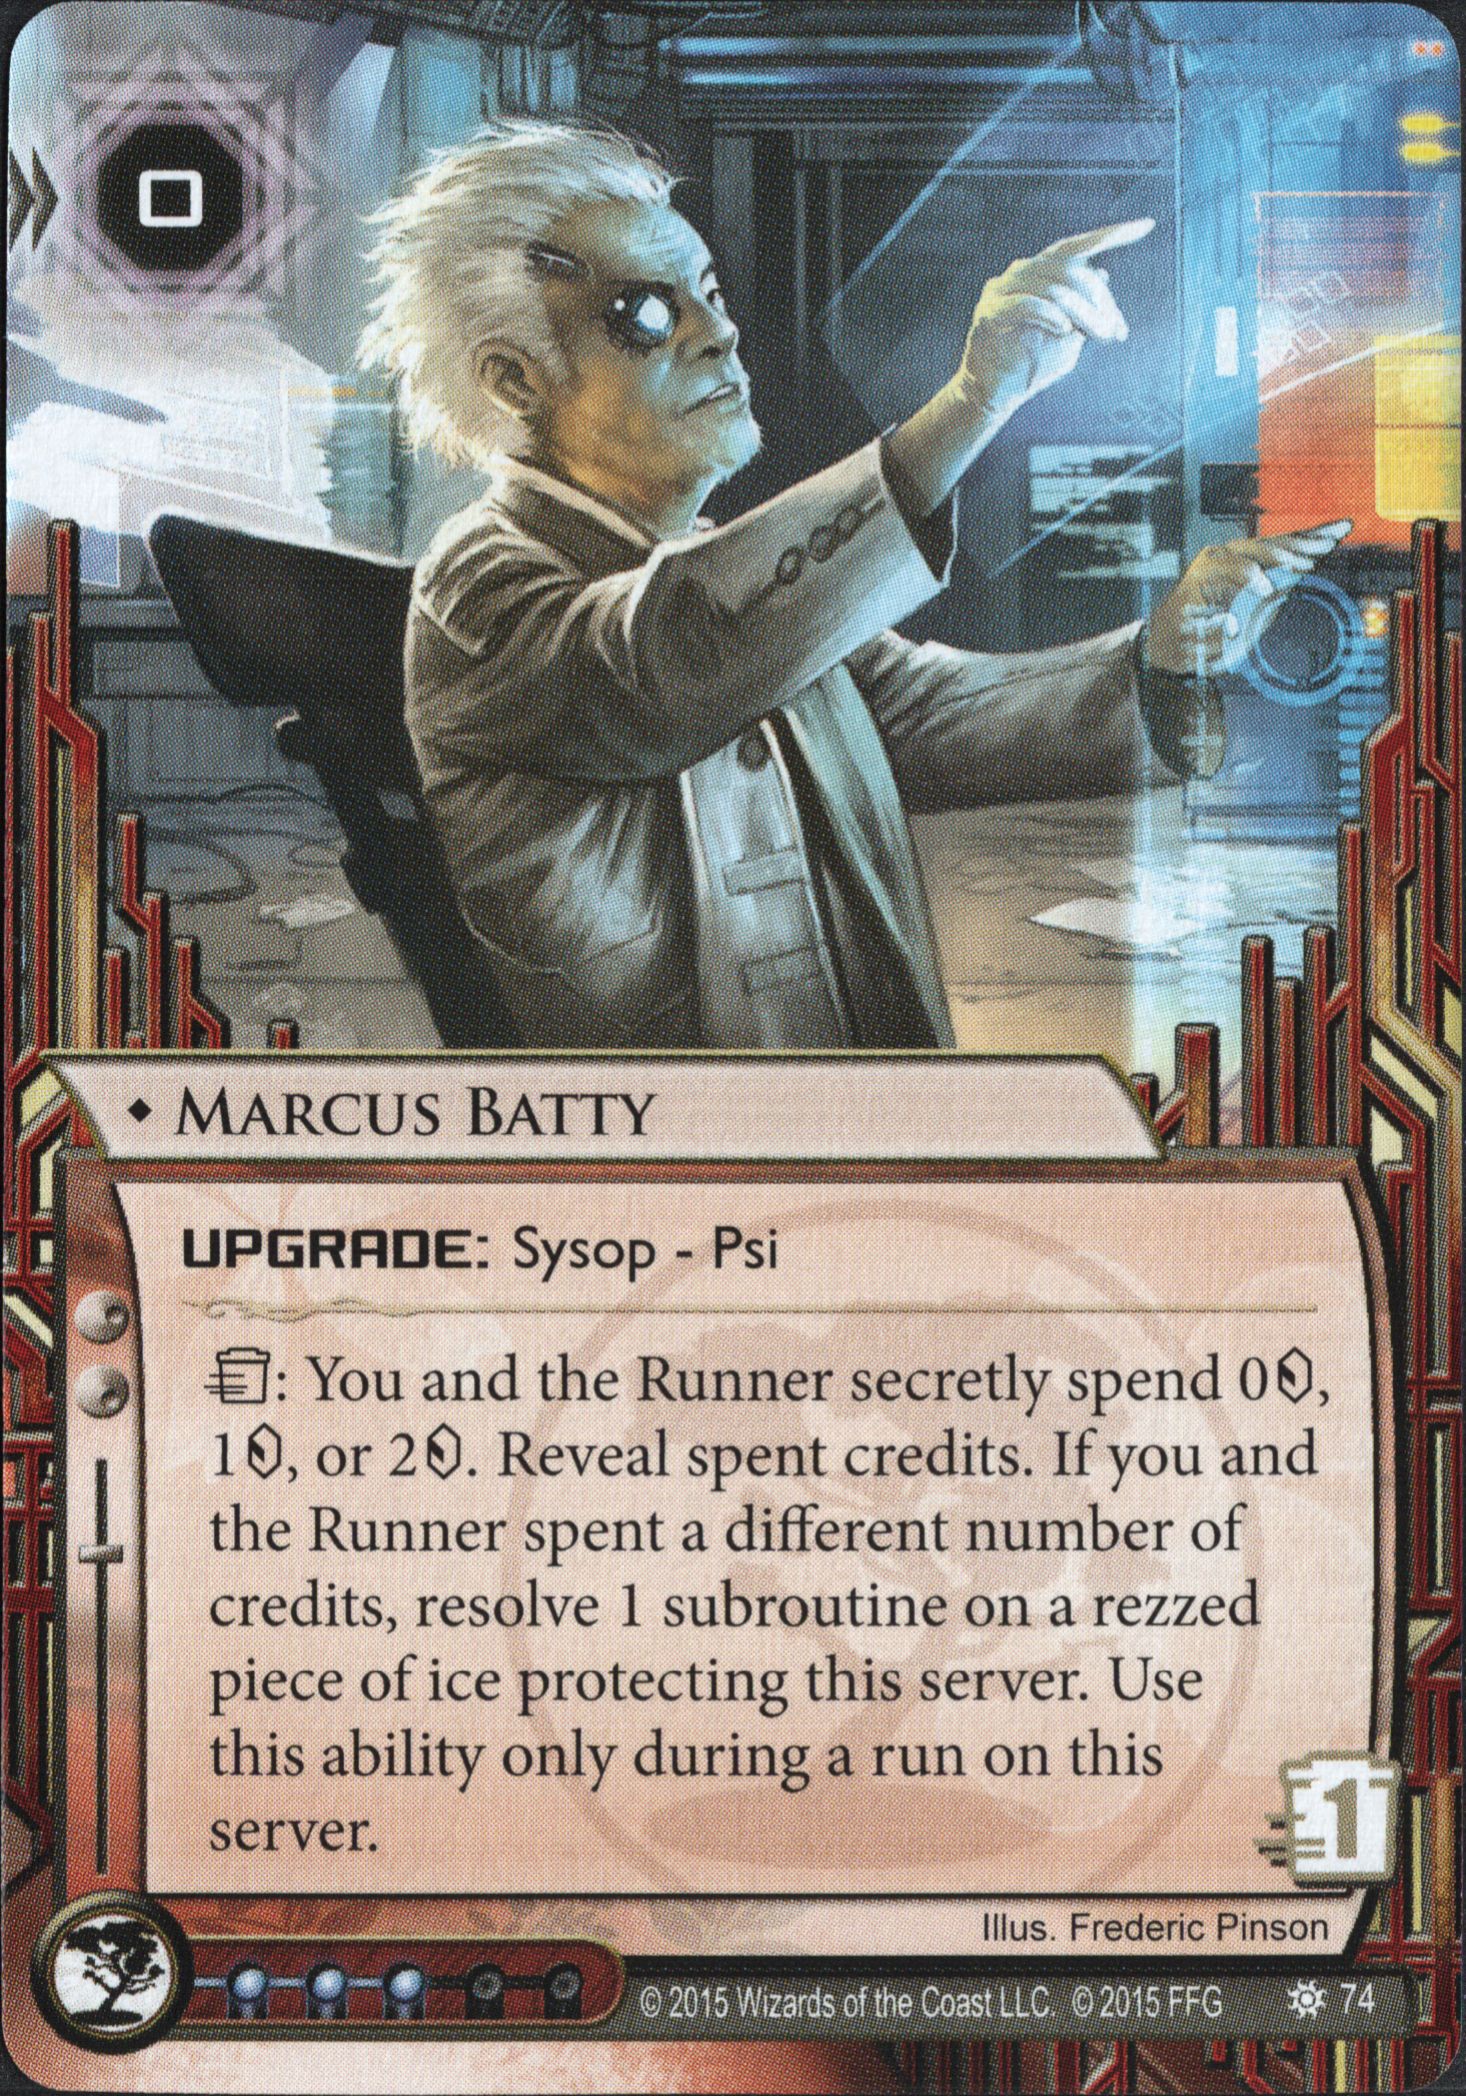 0
◆ MARCUS BATTY
UPGRADE: Sysop - Psi
: You and the Runner secretly spend 0,
1, or 2. Reveal spent credits. If you and
the Runner spent a different number of
credits, resolve 1 subroutine on a rezzed
piece of ice protecting this server. Use
this ability only during a run on this
server.
1
Illus. Frederic Pinson
© 2015 Wizards of the Coast LLC. © 2015 FFG 74